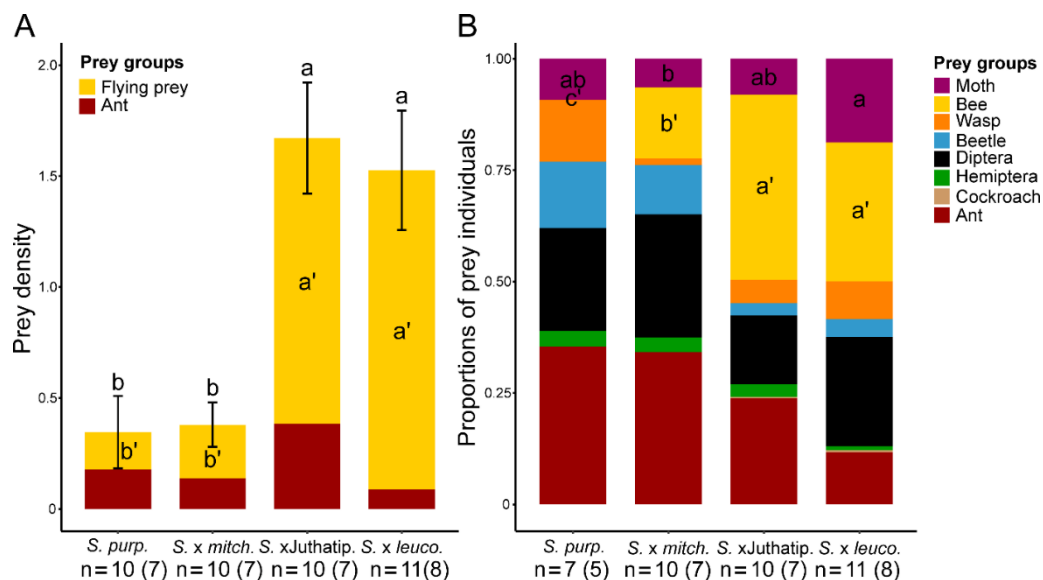 A
Prey groups
Flying prey
Ant
Prey density
2.0
1.5
1.0
0.5
0
b
b'
b
b'
a
a'
a
a'
S. purp.
S. x mitch.
S. xJuthatip.
S. x leuco.
n=10 (7)
n=10 (7)
n=10 (7)
n=11(8)
B
Proportions of prey individuals
1.00
0.75
0.50
0.25
0
ab
c'
b
b'
ab
a'
a
a'
Prey groups
Moth
Bee
Wasp
Beetle
Diptera
Hemiptera
Cockroach
Ant
S. purp.
S. x mitch.
S. xJuthatip.
S. x leuco.
n=7 (5)
n=10 (7)
n=10 (7)
n=11 (8)